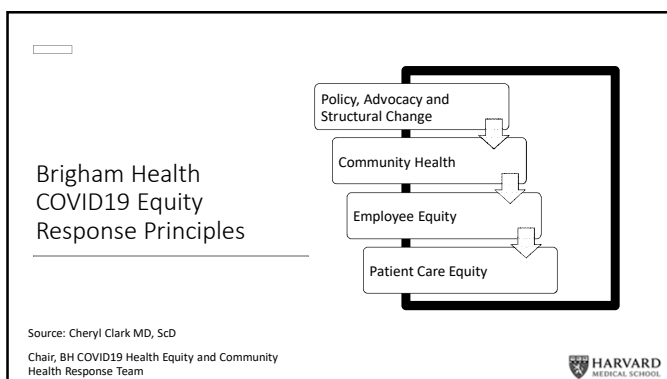 Brigham Health
COVID19 Equity
Response Principles
Policy, Advocacy and
Structural Change
Community Health
Employee Equity
Patient Care Equity
Source: Cheryl Clark MD, ScD
Chair, BH COVID19 Health Equity and Community
Health Response Team
HARVARD
MEDICAL SCHOOL